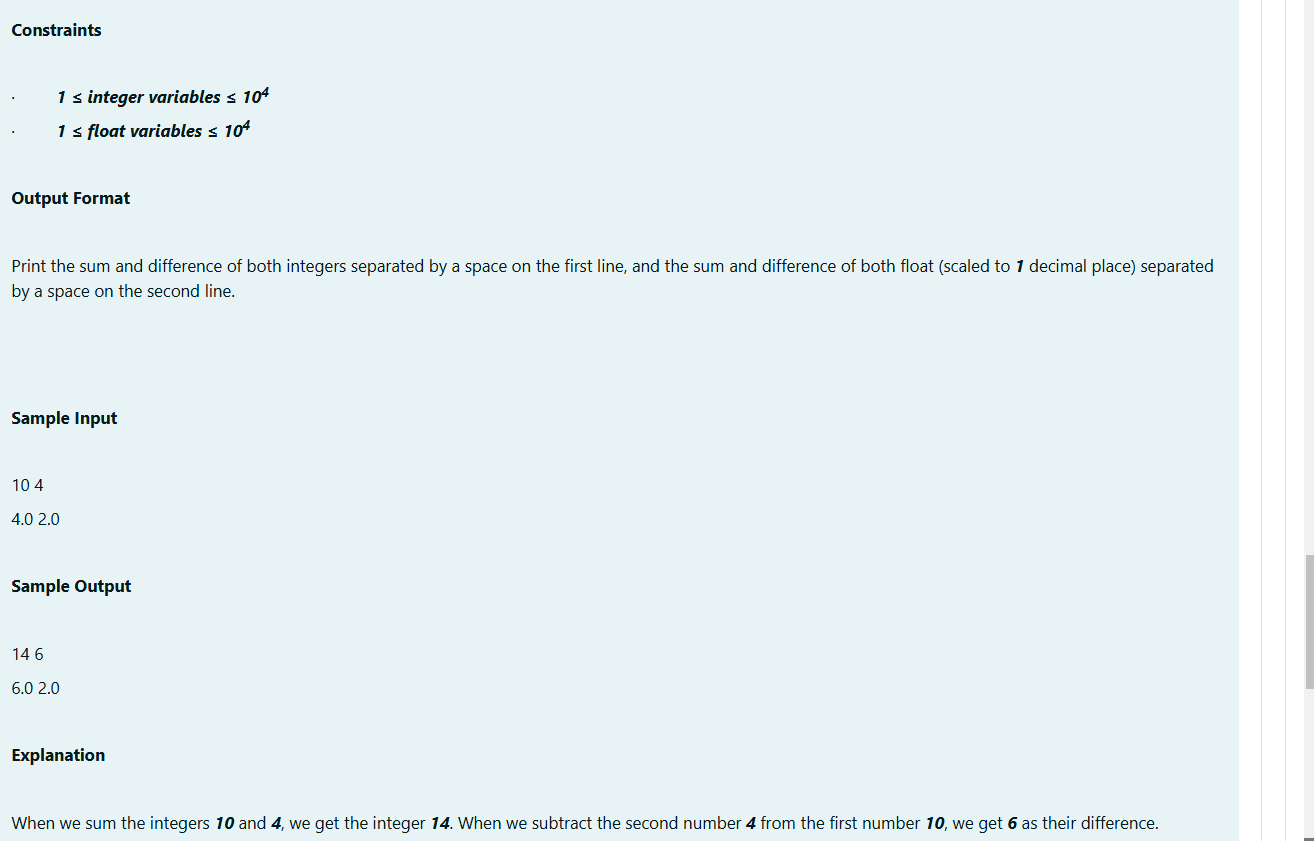 Constraints
· 1 ≤ integer variables ≤ 10⁴
· 1 ≤ float variables ≤ 10⁴
Output Format
Print the sum and difference of both integers separated by a space on the first line, and the sum and difference of both float (scaled to 1 decimal place) separated
by a space on the second line.
Sample Input
10 4
4.0 2.0
Sample Output
14 6
6.0 2.0
Explanation
When we sum the integers 10 and 4, we get the integer 14. When we subtract the second number 4 from the first number 10, we get 6 as their difference.